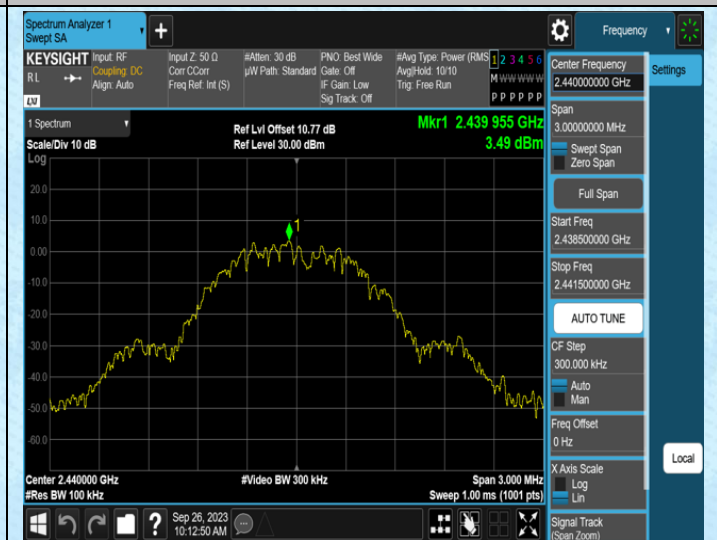 Spectrum Analyzer 1
Swept SA
+
Frequency
KEYSIGHT
RL
LXI
Input: RF
Coupling: DC
Align: Auto
Input Z: 50 Ω
Corr CCorr
Freq Ref: Int (S)
#Atten: 30 dB
µW Path: Standard
PNO: Best Wide
Gate: Off
IF Gain: Low
Sig Track: Off
#Avg Type: Power (RMS
Avg|Hold: 10/10
Trig: Free Run
1 2 3 4 5 6
M W W W W W
P P P P P P
1 Spectrum
Scale/Div 10 dB
Ref Lvl Offset 10.77 dB
Ref Level 30.00 dBm
Mkr1 2.439 955 GHz
3.49 dBm
Log
20.0
10.0
0.00
-10.0
-20.0
-30.0
-40.0
-50.0
-60.0
1
Center 2.440000 GHz
#Res BW 100 kHz
#Video BW 300 kHz
Span 3.000 MHz
Sweep 1.00 ms (1001 pts)
Center Frequency
2.440000000 GHz
Settings
Span
3.00000000 MHz
Swept Span
Zero Span
Full Span
Start Freq
2.438500000 GHz
Stop Freq
2.441500000 GHz
AUTO TUNE
CF Step
300.000 kHz
Auto
Man
Freq Offset
0 Hz
X Axis Scale
Log
Lin
Local
Signal Track
(Span Zoom)
?
Sep 26, 2023
10:12:50 AM